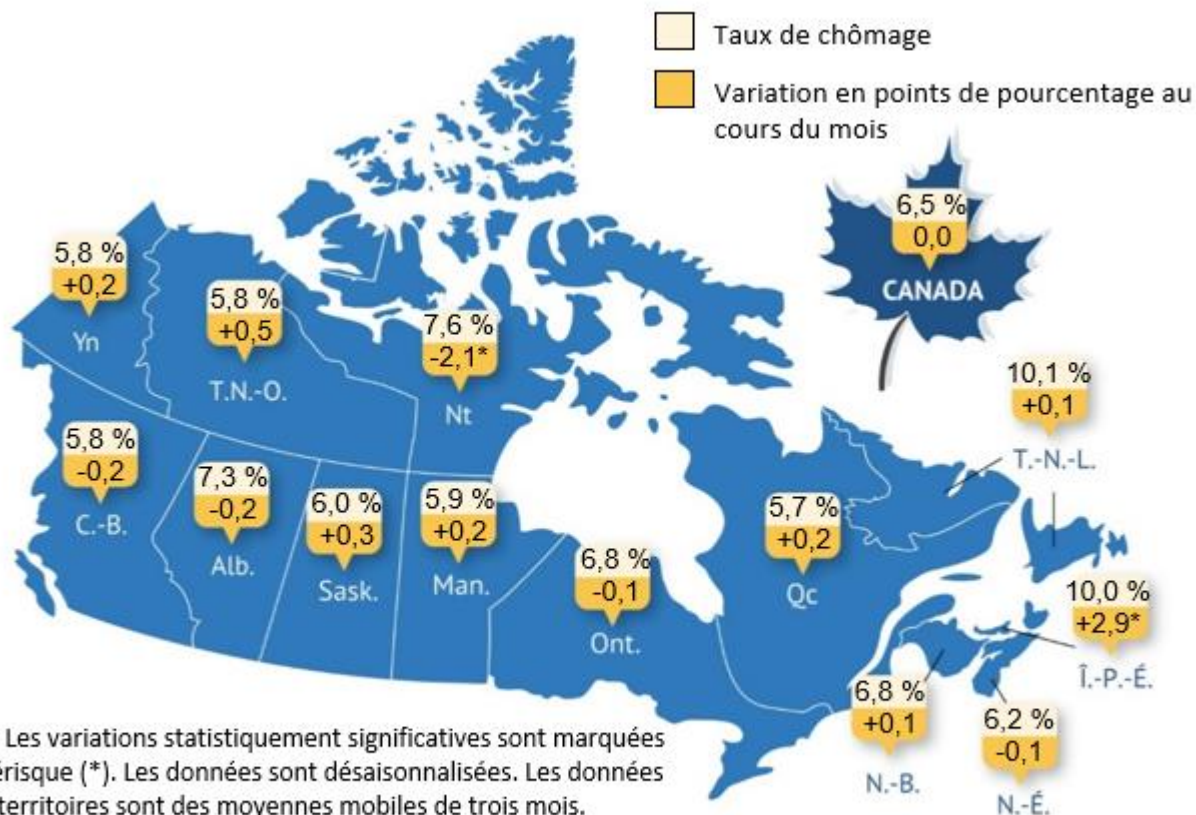 Taux de chômage
Variation en points de pourcentage au
cours du mois
6,5 %
0,0
CANADA
5,8 %
+0,2
Yn
5,8 %
+0,5
T.N.-O.
7,6 %
-2,1*
Nt
10,1 %
+0,1
T.-N.-L.
5,8 %
-0,2
C.-B.
7,3 %
-0,2
Alb.
6,0 %
+0,3
Sask.
5,9 %
+0,2
Man.
6,8 %
-0,1
Ont.
5,7 %
+0,2
Qc
10,0 %
+2,9*
Î.-P.-É.
6,8 %
+0,1
N.-B.
6,2 %
-0,1
N.-É.
Les variations statistiquement significatives sont marquées
érisque (*). Les données sont désaisonnalisées. Les données
territoires sont des moyennes mobiles de trois mois.